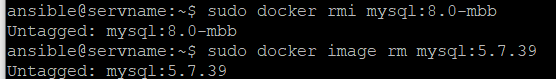 ansible@servname:~$ sudo docker rmi mysql:8.0-mbb
Untagged: mysql:8.0-mbb
ansible@servname:~$ sudo docker image rm mysql:5.7.39
Untagged: mysql:5.7.39